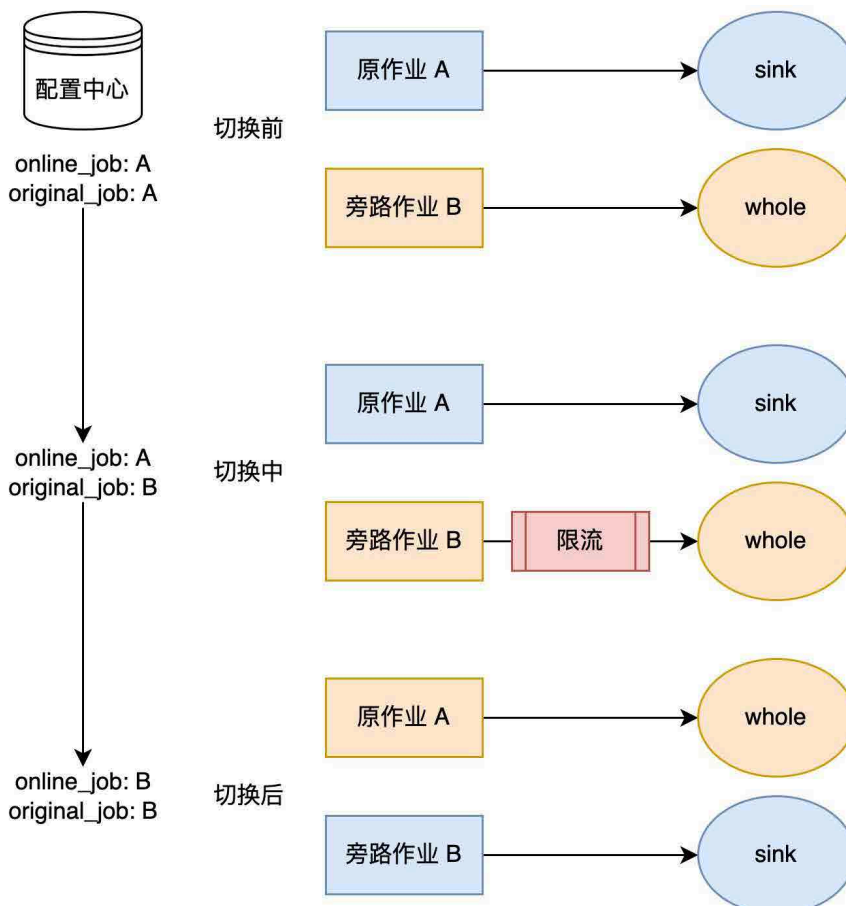 配置中心
online_job: A
original_job: A
切换前
原作业 A
sink
旁路作业 B
whole
online_job: A
original_job: B
切换中
原作业 A
sink
旁路作业 B
限流
whole
online_job: B
original_job: B
切换后
原作业 A
whole
旁路作业 B
sink